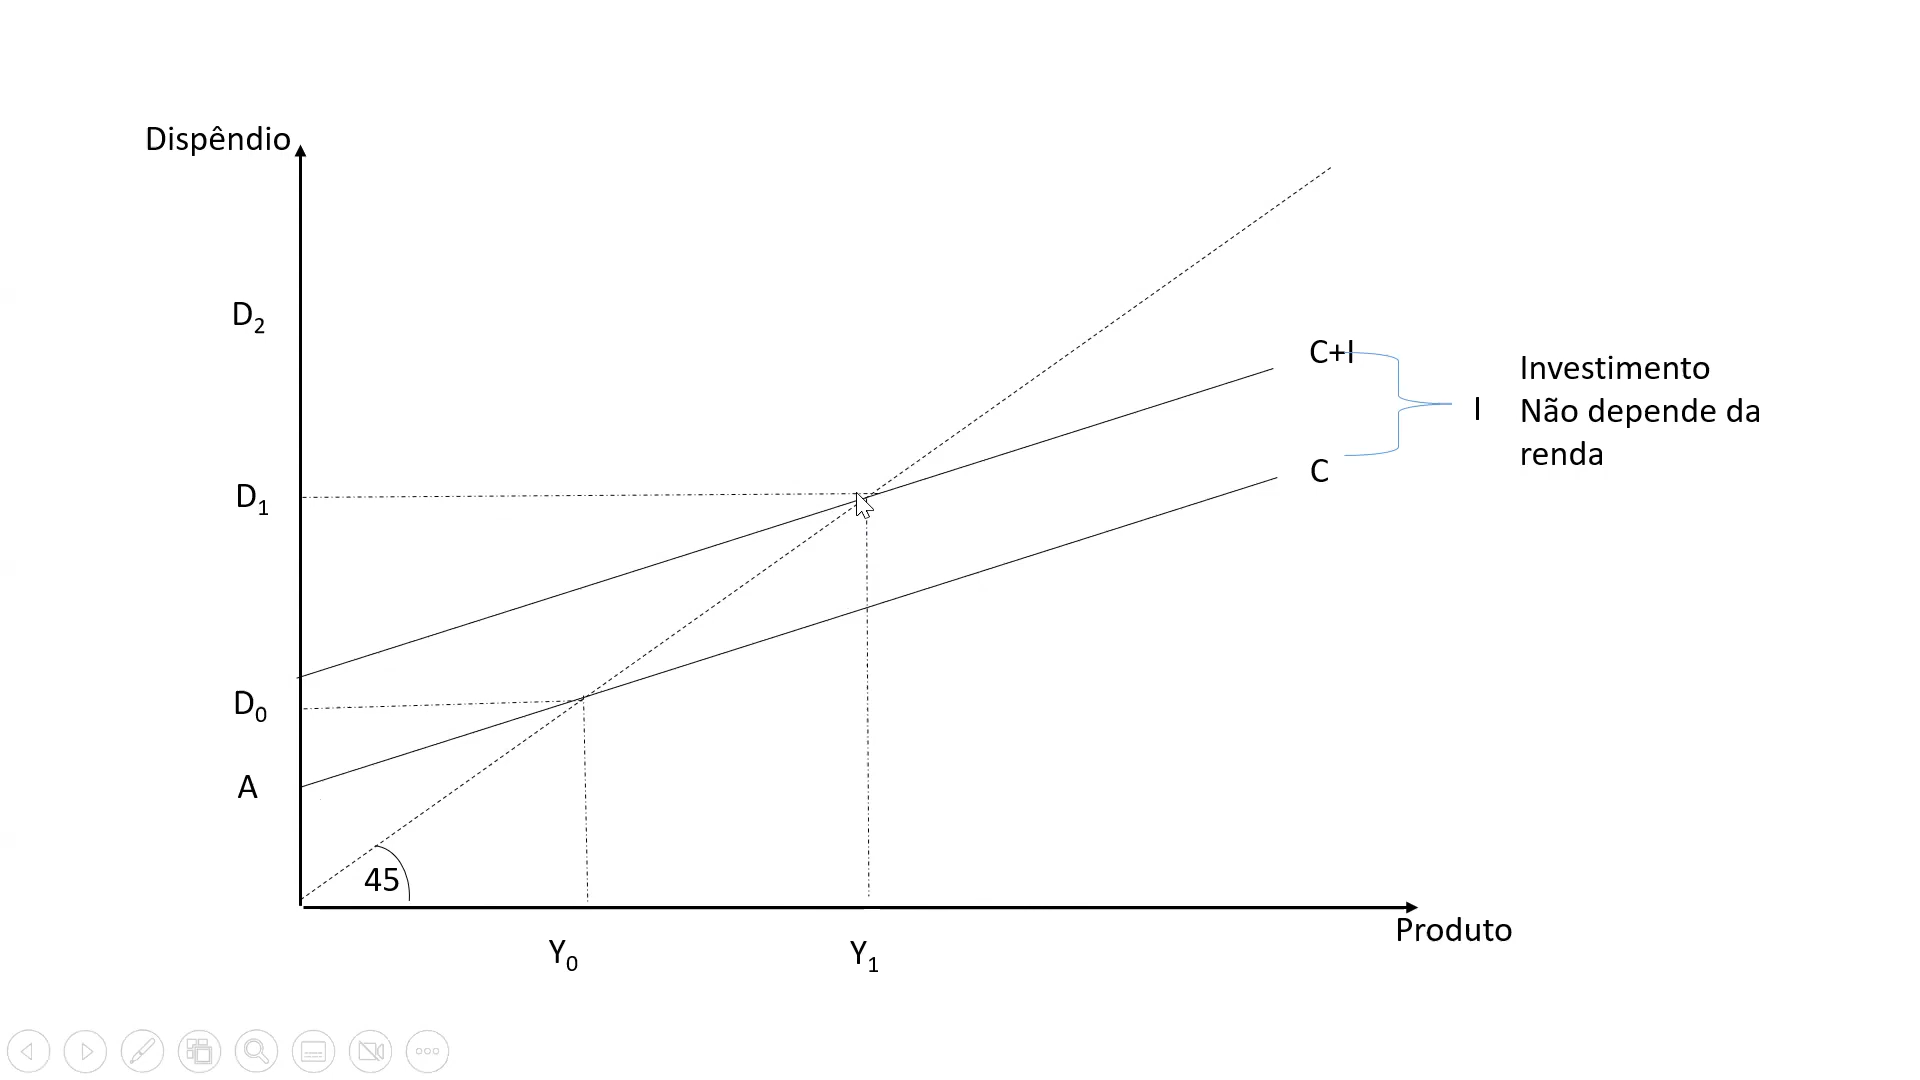 Dispêndio
D2
C+I
Investimento
I
Não depende da
renda
C
D1
D0
A
45
Produto
Y0
Y1